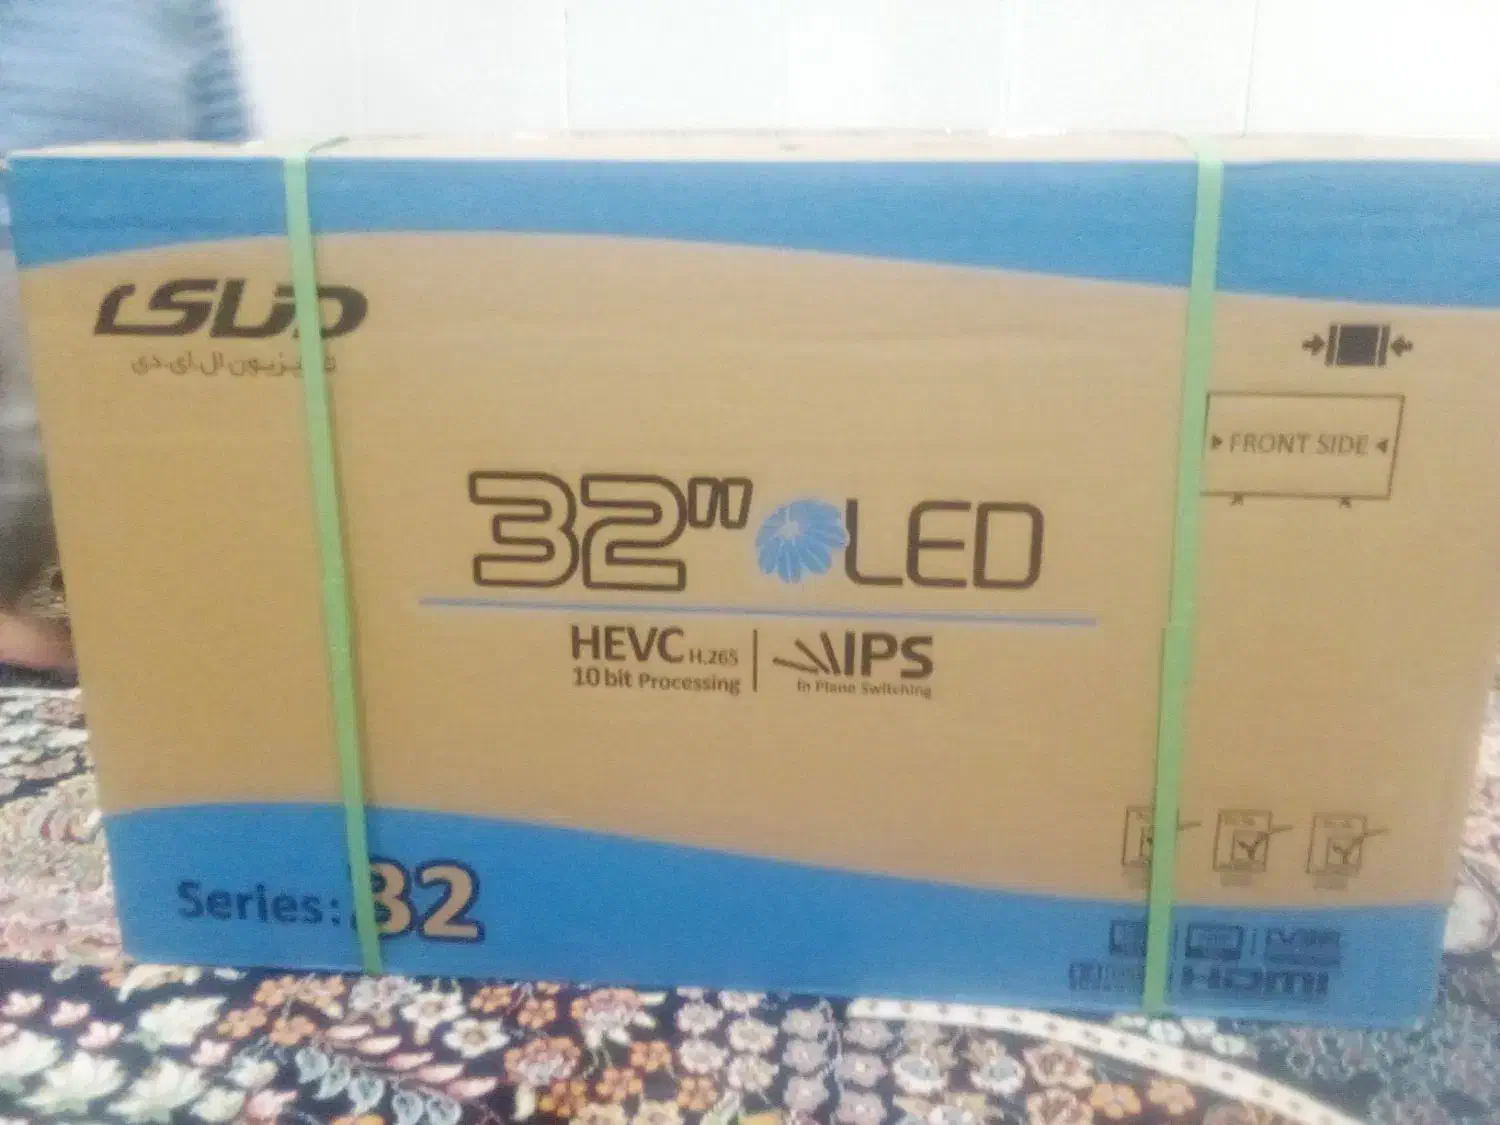 تلویزیون ال.ای.دی
FRONT SIDE
32" LED
HEVC H.265
10 bit Processing
IPS
In Plane Switching
Series: 32
HDMI